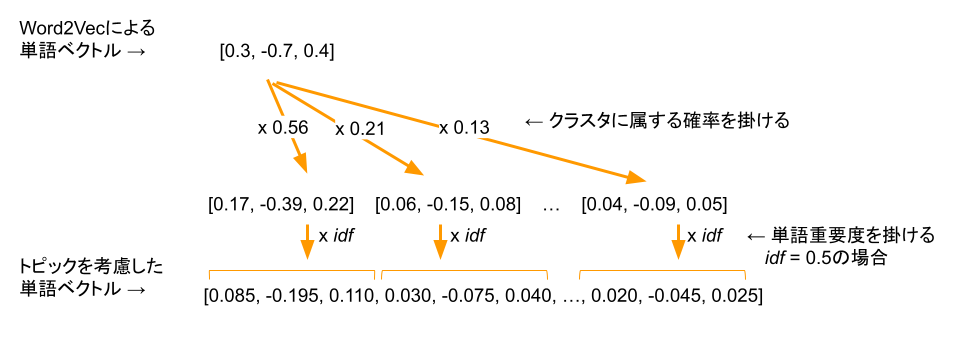 Word2Vecによる
単語ベクトル →
[0.3, -0.7, 0.4]
x 0.56
x 0.21
x 0.13
← クラスタに属する確率を掛ける
[0.17, -0.39, 0.22]
[0.06, -0.15, 0.08]
…
[0.04, -0.09, 0.05]
x idf
x idf
x idf
← 単語重要度を掛ける
idf = 0.5の場合
トピックを考慮した
単語ベクトル →
[0.085, -0.195, 0.110, 0.030, -0.075, 0.040, …, 0.020, -0.045, 0.025]